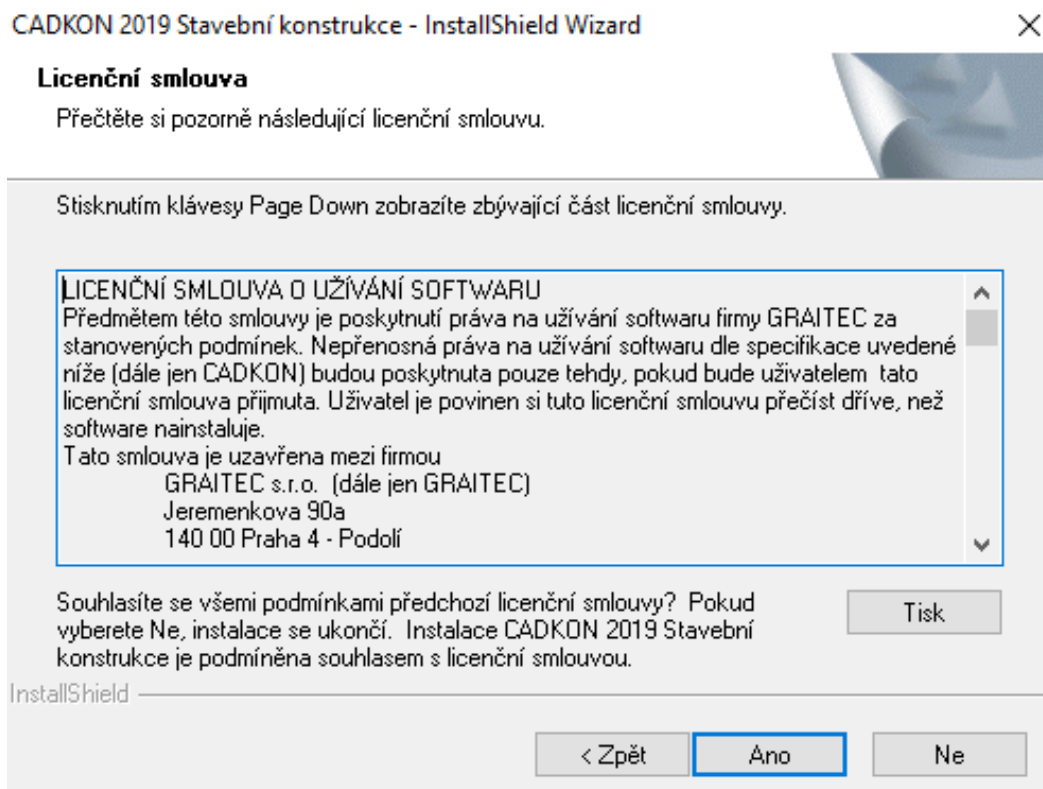 CADKON 2019 Stavební konstrukce - InstallShield Wizard
Licenční smlouva
Přečtěte si pozorně následující licenční smlouvu.
Stisknutím klávesy Page Down zobrazíte zbývající část licenční smlouvy.
LICENČNÍ SMLOUVA O UŽÍVÁNÍ SOFTWARU
Předmětem této smlouvy je poskytnutí práva na užívání softwaru firmy GRAITEC za
stanovených podmínek. Nepřenosná práva na užívání softwaru dle specifikace uvedené
níže (dále jen CADKON) budou poskytnuta pouze tehdy, pokud bude uživatelem  tato
licenční smlouva přijmuta. Uživatel je povinen si tuto licenční smlouvu přečíst dříve, než
software nainstaluje.
Tato smlouva je uzavřena mezi firmou
GRAITEC s.r.o.  (dále jen GRAITEC)
Jeremenkova 90a
140 00 Praha 4 - Podolí
Souhlasíte se všemi podmínkami předchozí licenční smlouvy?  Pokud
vyberete Ne, instalace se ukončí.  Instalace CADKON 2019 Stavební
konstrukce je podmíněna souhlasem s licenční smlouvou.
Tisk
InstallShield
< Zpět
Ano
Ne